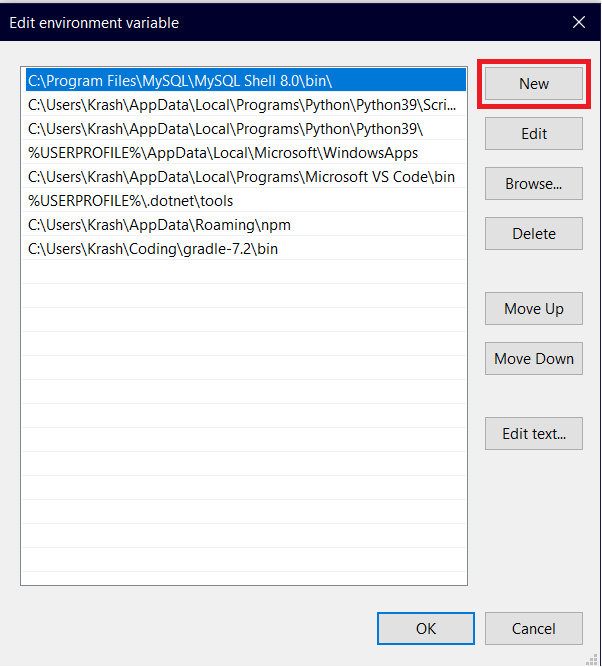 Edit environment variable
C:\Program Files\MySQL\MySQL Shell 8.0\bin\
C:\Users\Krash\AppData\Local\Programs\Python\Python39\Scri...
C:\Users\Krash\AppData\Local\Programs\Python\Python39\
%USERPROFILE%\AppData\Local\Microsoft\WindowsApps
C:\Users\Krash\AppData\Local\Programs\Microsoft VS Code\bin
%USERPROFILE%\.dotnet\tools
C:\Users\Krash\AppData\Roaming\npm
C:\Users\Krash\Coding\gradle-7.2\bin
New
Edit
Browse...
Delete
Move Up
Move Down
Edit text...
OK
Cancel